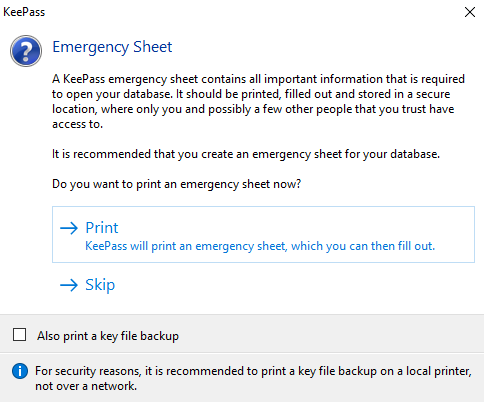 KeePass
Emergency Sheet
A KeePass emergency sheet contains all important information that is required
to open your database. It should be printed, filled out and stored in a secure
location, where only you and possibly a few other people that you trust have
access to.
It is recommended that you create an emergency sheet for your database.
Do you want to print an emergency sheet now?
Print
KeePass will print an emergency sheet, which you can then fill out.
Skip
Also print a key file backup
For security reasons, it is recommended to print a key file backup on a local printer,
not over a network.